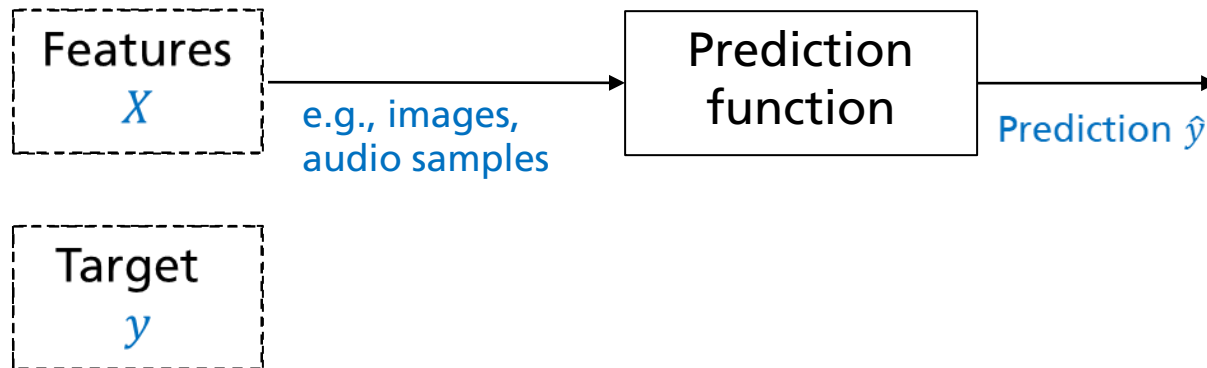 Features
X
e.g., images,
audio samples
Prediction
function
Prediction ŷ
Target
y